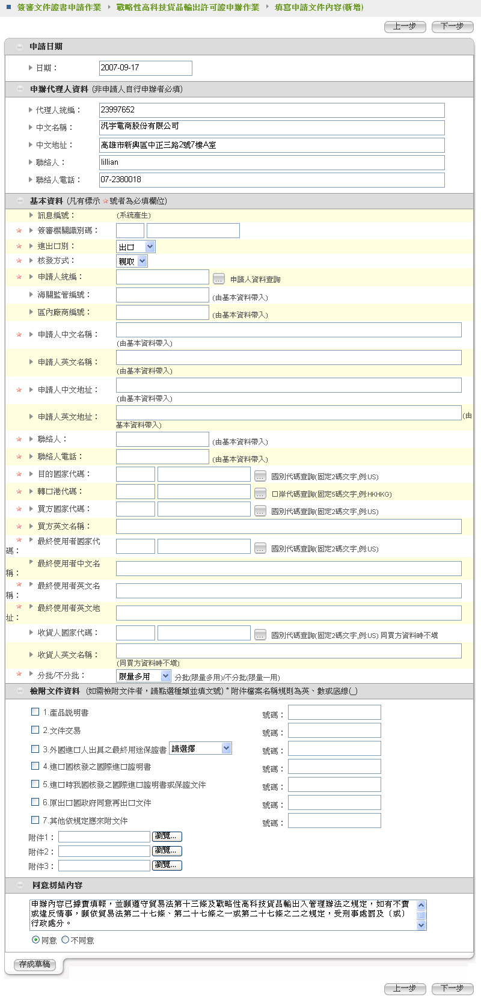 簽審文件證書申請作業 戰略性高科技貨品輸出許可證申辦作業 填寫申請文件內容(新增)
上一步 下一步
申請日期
日期： 2007-09-17
申辦代理人資料 (非申請人自行申辦者必填)
代理人統編： 23997652
中文名稱： 汎宇電商股份有限公司
中文地址： 高雄市新興區中正三路2號7樓A室
聯絡人： lillian
聯絡人電話： 07-2380018
基本資料 (凡有標示 號者為必填欄位)
訊息編號： (系統產生)
簽審機關識別碼：
進出口別： 出口
核發方式： 親取
申請人統編： ... 申請人資料查詢
海關監管編號： (由基本資料帶入)
區內廠商編號： (由基本資料帶入)
申請人中文名稱：
(由基本資料帶入)
申請人英文名稱：
(由基本資料帶入)
申請人中文地址：
(由基本資料帶入)
申請人英文地址： (由
基本資料帶入)
聯絡人： (由基本資料帶入)
聯絡人電話： (由基本資料帶入)
目的國家代碼： ... 國別代碼查詢(固定2碼文字,例:US)
轉口港代碼： ... 口岸代碼查詢(固定5碼文字,例:HKHKG)
買方國家代碼： ... 國別代碼查詢(固定2碼文字,例:US)
買方英文名稱：
最終使用者國家代
碼： ... 國別代碼查詢(固定2碼文字,例:US)
最終使用者中文名
稱：
最終使用者英文名
稱：
最終使用者英文地
址：
收貨人國家代碼： ... 國別代碼查詢(固定2碼文字,例:US) 同買方資料時不填
收貨人英文名稱：
(同買方資料時不填)
分批/不分批： 限量多用 分批(限量多用)/不分批(限量一用)
檢附文件資料 (如需檢附文件者，請點選種類並填文號) * 附件檔案名稱規則為英、數或底線(_)
1.產品說明書 號碼：
2.文件交易 號碼：
3.外國進口人出具之最終用途保證書 請選擇 號碼：
4.進口國核發之國際進口證明書 號碼：
5.進口時我國核發之國際進口證明書或保證文件 號碼：
6.原出口國政府同意再出口文件 號碼：
7.其他依規定應來附文件 號碼：
附件1： 瀏覽...
附件2： 瀏覽...
附件3： 瀏覽...
同意切結內容
申辦內容已據實填報，並願遵守貿易法第十三條及戰略性高科技貨品輸出入管理辦法之規定，如有不實
或違反情事，願依貿易法第二十七條、第二十七條之一或第二十七條之二之規定，受刑事處罰及〔或〕
行政處分。
同意 不同意
存成草稿
上一步 下一步